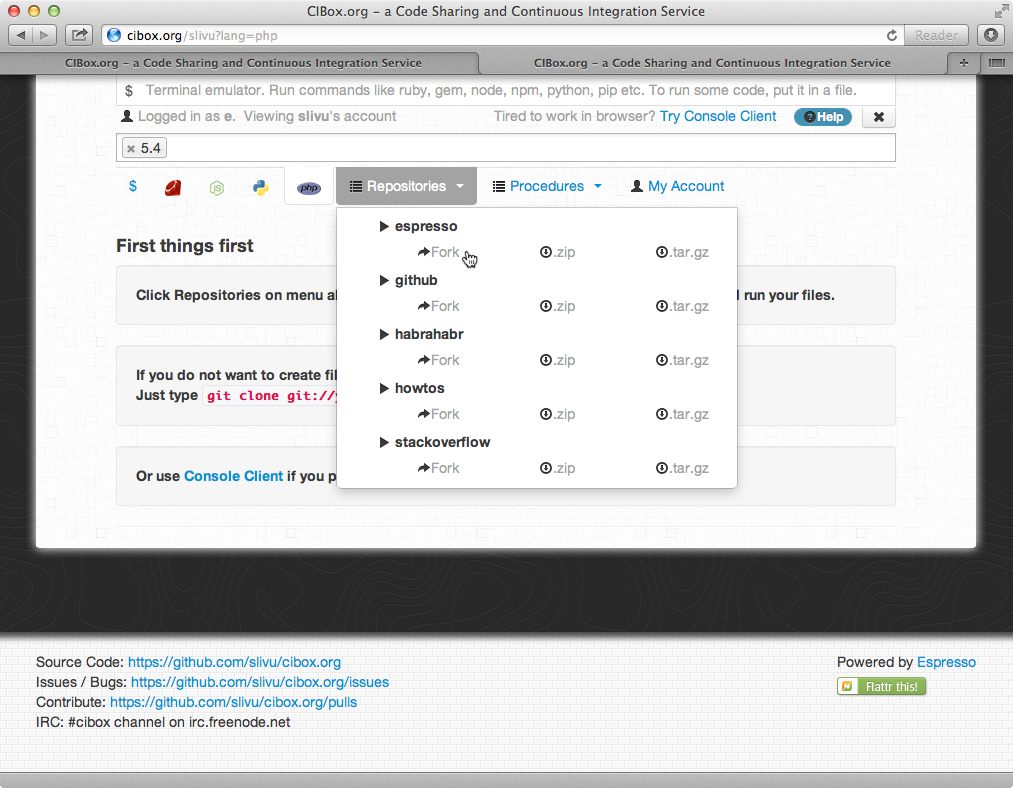 CIBox.org – a Code Sharing and Continuous Integration Service
cibox.org/slivu?lang=php
Reader
CIBox.org – a Code Sharing and Continuous Integration Service
CIBox.org – a Code Sharing and Continuous Integration Service
$ Terminal emulator. Run commands like ruby, gem, node, npm, python, pip etc. To run some code, put it in a file.
Logged in as e. Viewing slivu's account
Tired to work in browser? Try Console Client
Help
5.4
$
php
Repositories
Procedures
My Account
espresso
Fork .zip .tar.gz
github
Fork .zip .tar.gz
habrahabr
Fork .zip .tar.gz
howtos
Fork .zip .tar.gz
stackoverflow
Fork .zip .tar.gz
First things first
Click Repositories on menu run your files.
If you do not want to create
Just type git clone git://
Or use Console Client if you
Source Code: https://github.com/slivu/cibox.org
Issues / Bugs: https://github.com/slivu/cibox.org/issues
Contribute: https://github.com/slivu/cibox.org/pulls
IRC: #cibox channel on irc.freenode.net
Powered by Espresso
Flattr this!